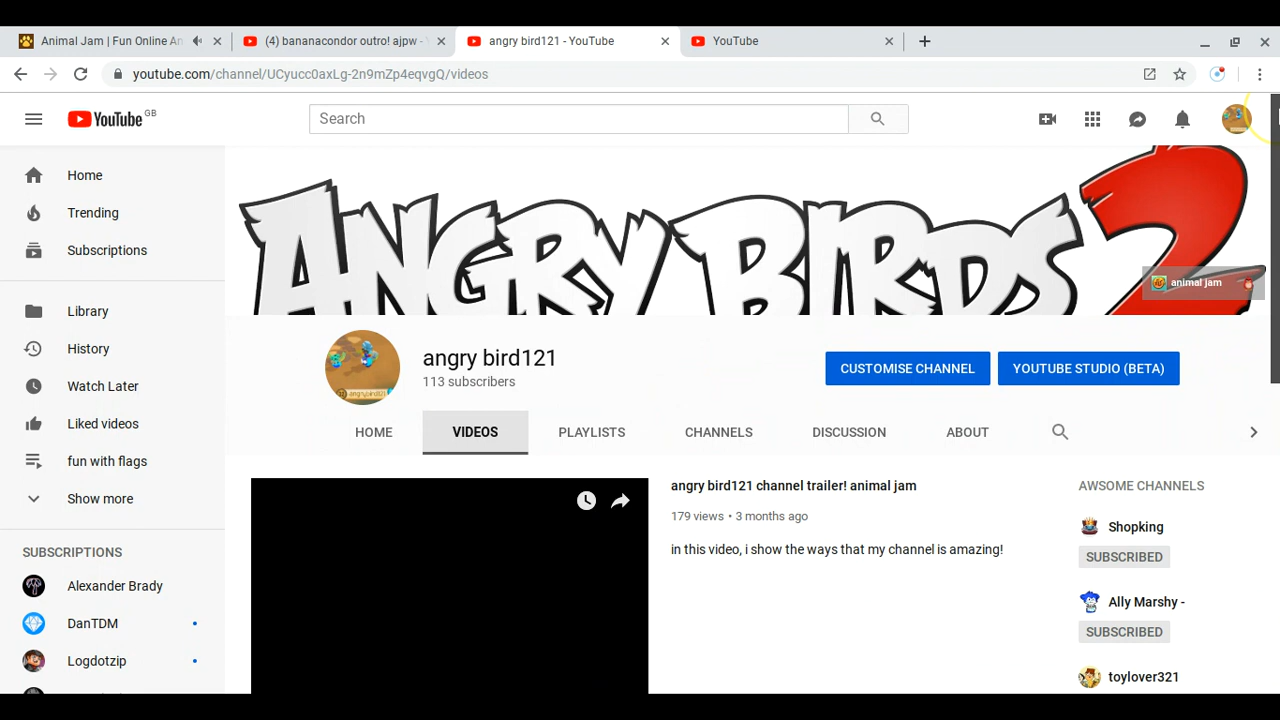 Animal Jam | Fun Online An
(4) bananacondor outro! ajpw - Y
angry bird121 - YouTube
YouTube
youtube.com/channel/UCyucc0axLg-2n9mZp4eqvgQ/videos
YouTube GB
Search
Home
Trending
Subscriptions
Library
History
Watch Later
Liked videos
fun with flags
Show more
SUBSCRIPTIONS
Alexander Brady
DanTDM
Logdotzip
ANGRY BIRDS 2
animal jam
angrybird121
angry bird121
113 subscribers
CUSTOMISE CHANNEL
YOUTUBE STUDIO (BETA)
HOME
VIDEOS
PLAYLISTS
CHANNELS
DISCUSSION
ABOUT
angry bird121 channel trailer! animal jam
179 views • 3 months ago
in this video, i show the ways that my channel is amazing!
AWSOME CHANNELS
Shopking
SUBSCRIBED
Ally Marshy -
SUBSCRIBED
toylover321